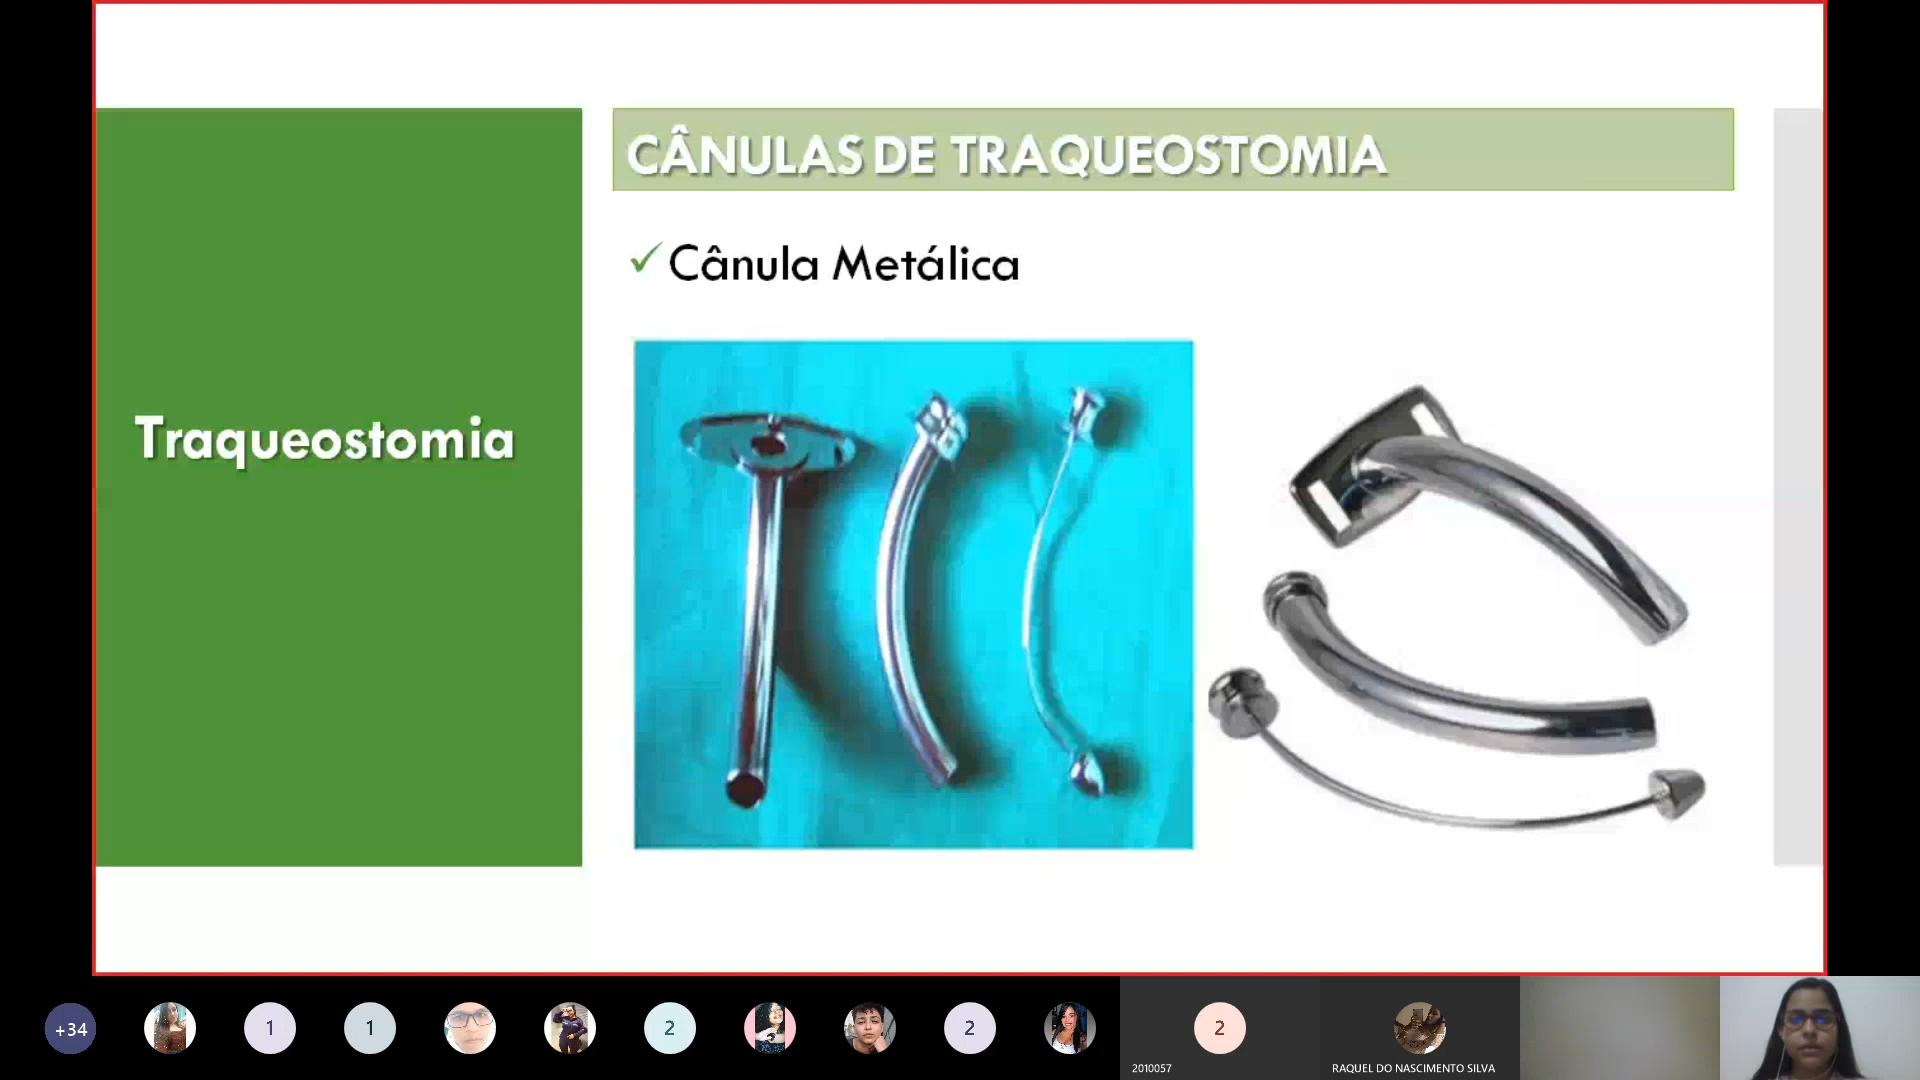 CÂNULAS DE TRAQUEOSTOMIA
✓Cânula Metálica
Traqueostomia
+34
1
1
2
2
2
2010057
RAQUEL DO NASCIMENTO SILVA